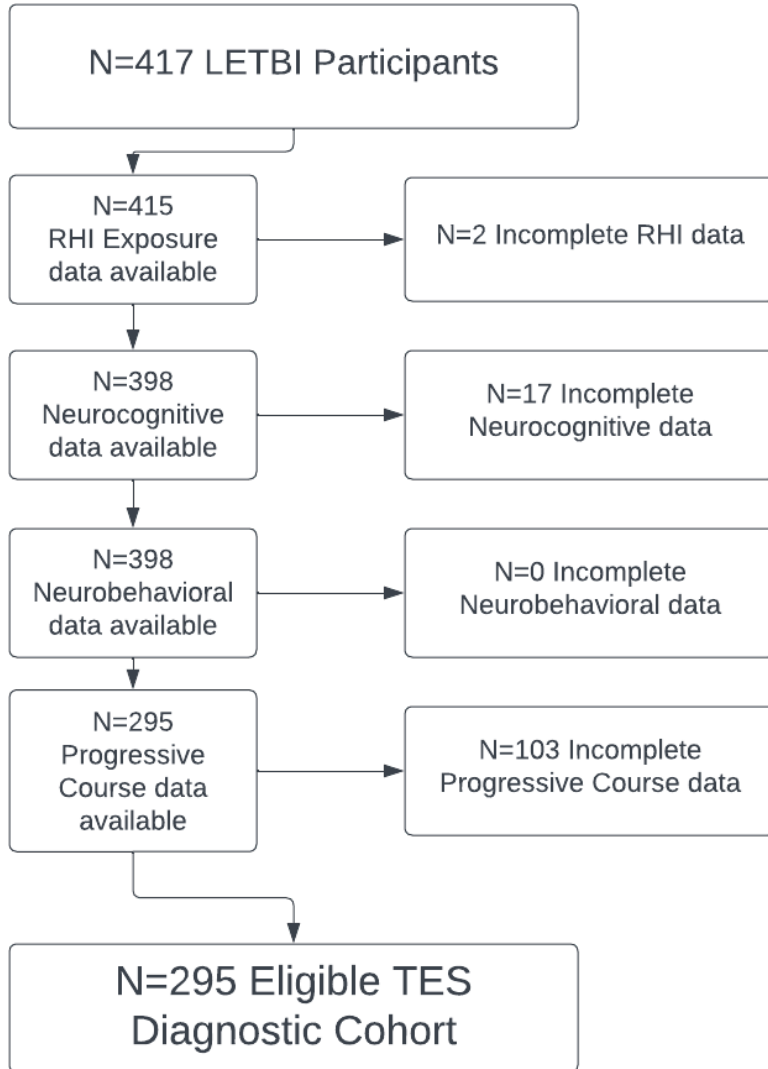 N=417 LETBI Participants
N=415
RHI Exposure
data available
N=2 Incomplete RHI data
N=398
Neurocognitive
data available
N=17 Incomplete
Neurocognitive data
N=398
Neurobehavioral
data available
N=0 Incomplete
Neurobehavioral data
N=295
Progressive
Course data
available
N=103 Incomplete
Progressive Course data
N=295 Eligible TES
Diagnostic Cohort